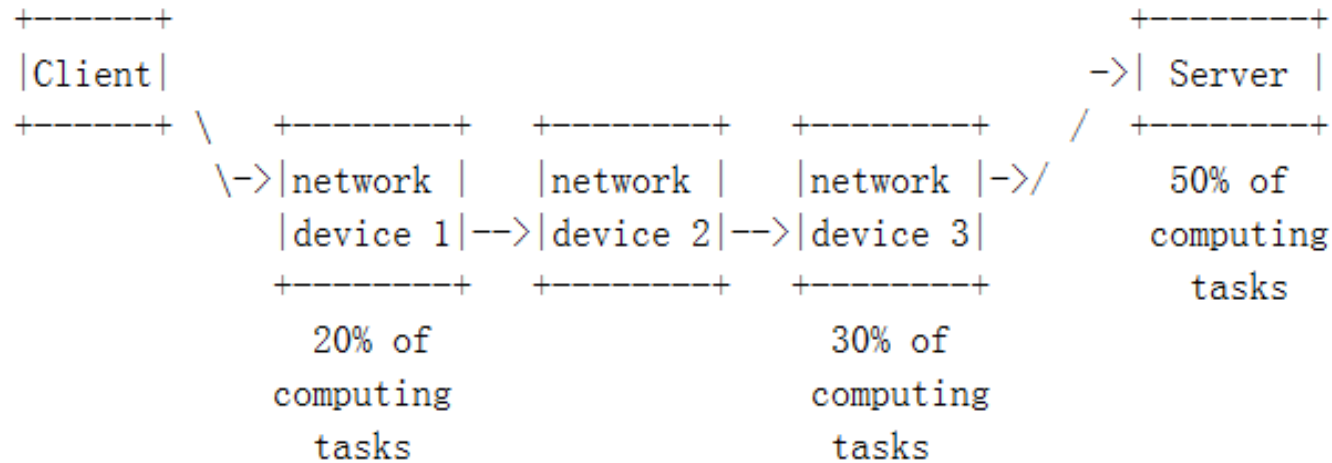 +------+                                           +--------+
|Client|                                         ->| Server |
+------+ \   +--------+   +--------+   +--------+    /  +--------+
          \->|network |   |network |   |network |->/     50% of
             |device 1|-->|device 2|-->|device 3|       computing
             +--------+   +--------+   +--------+         tasks
               20% of                    30% of
             computing                  computing
               tasks                     tasks